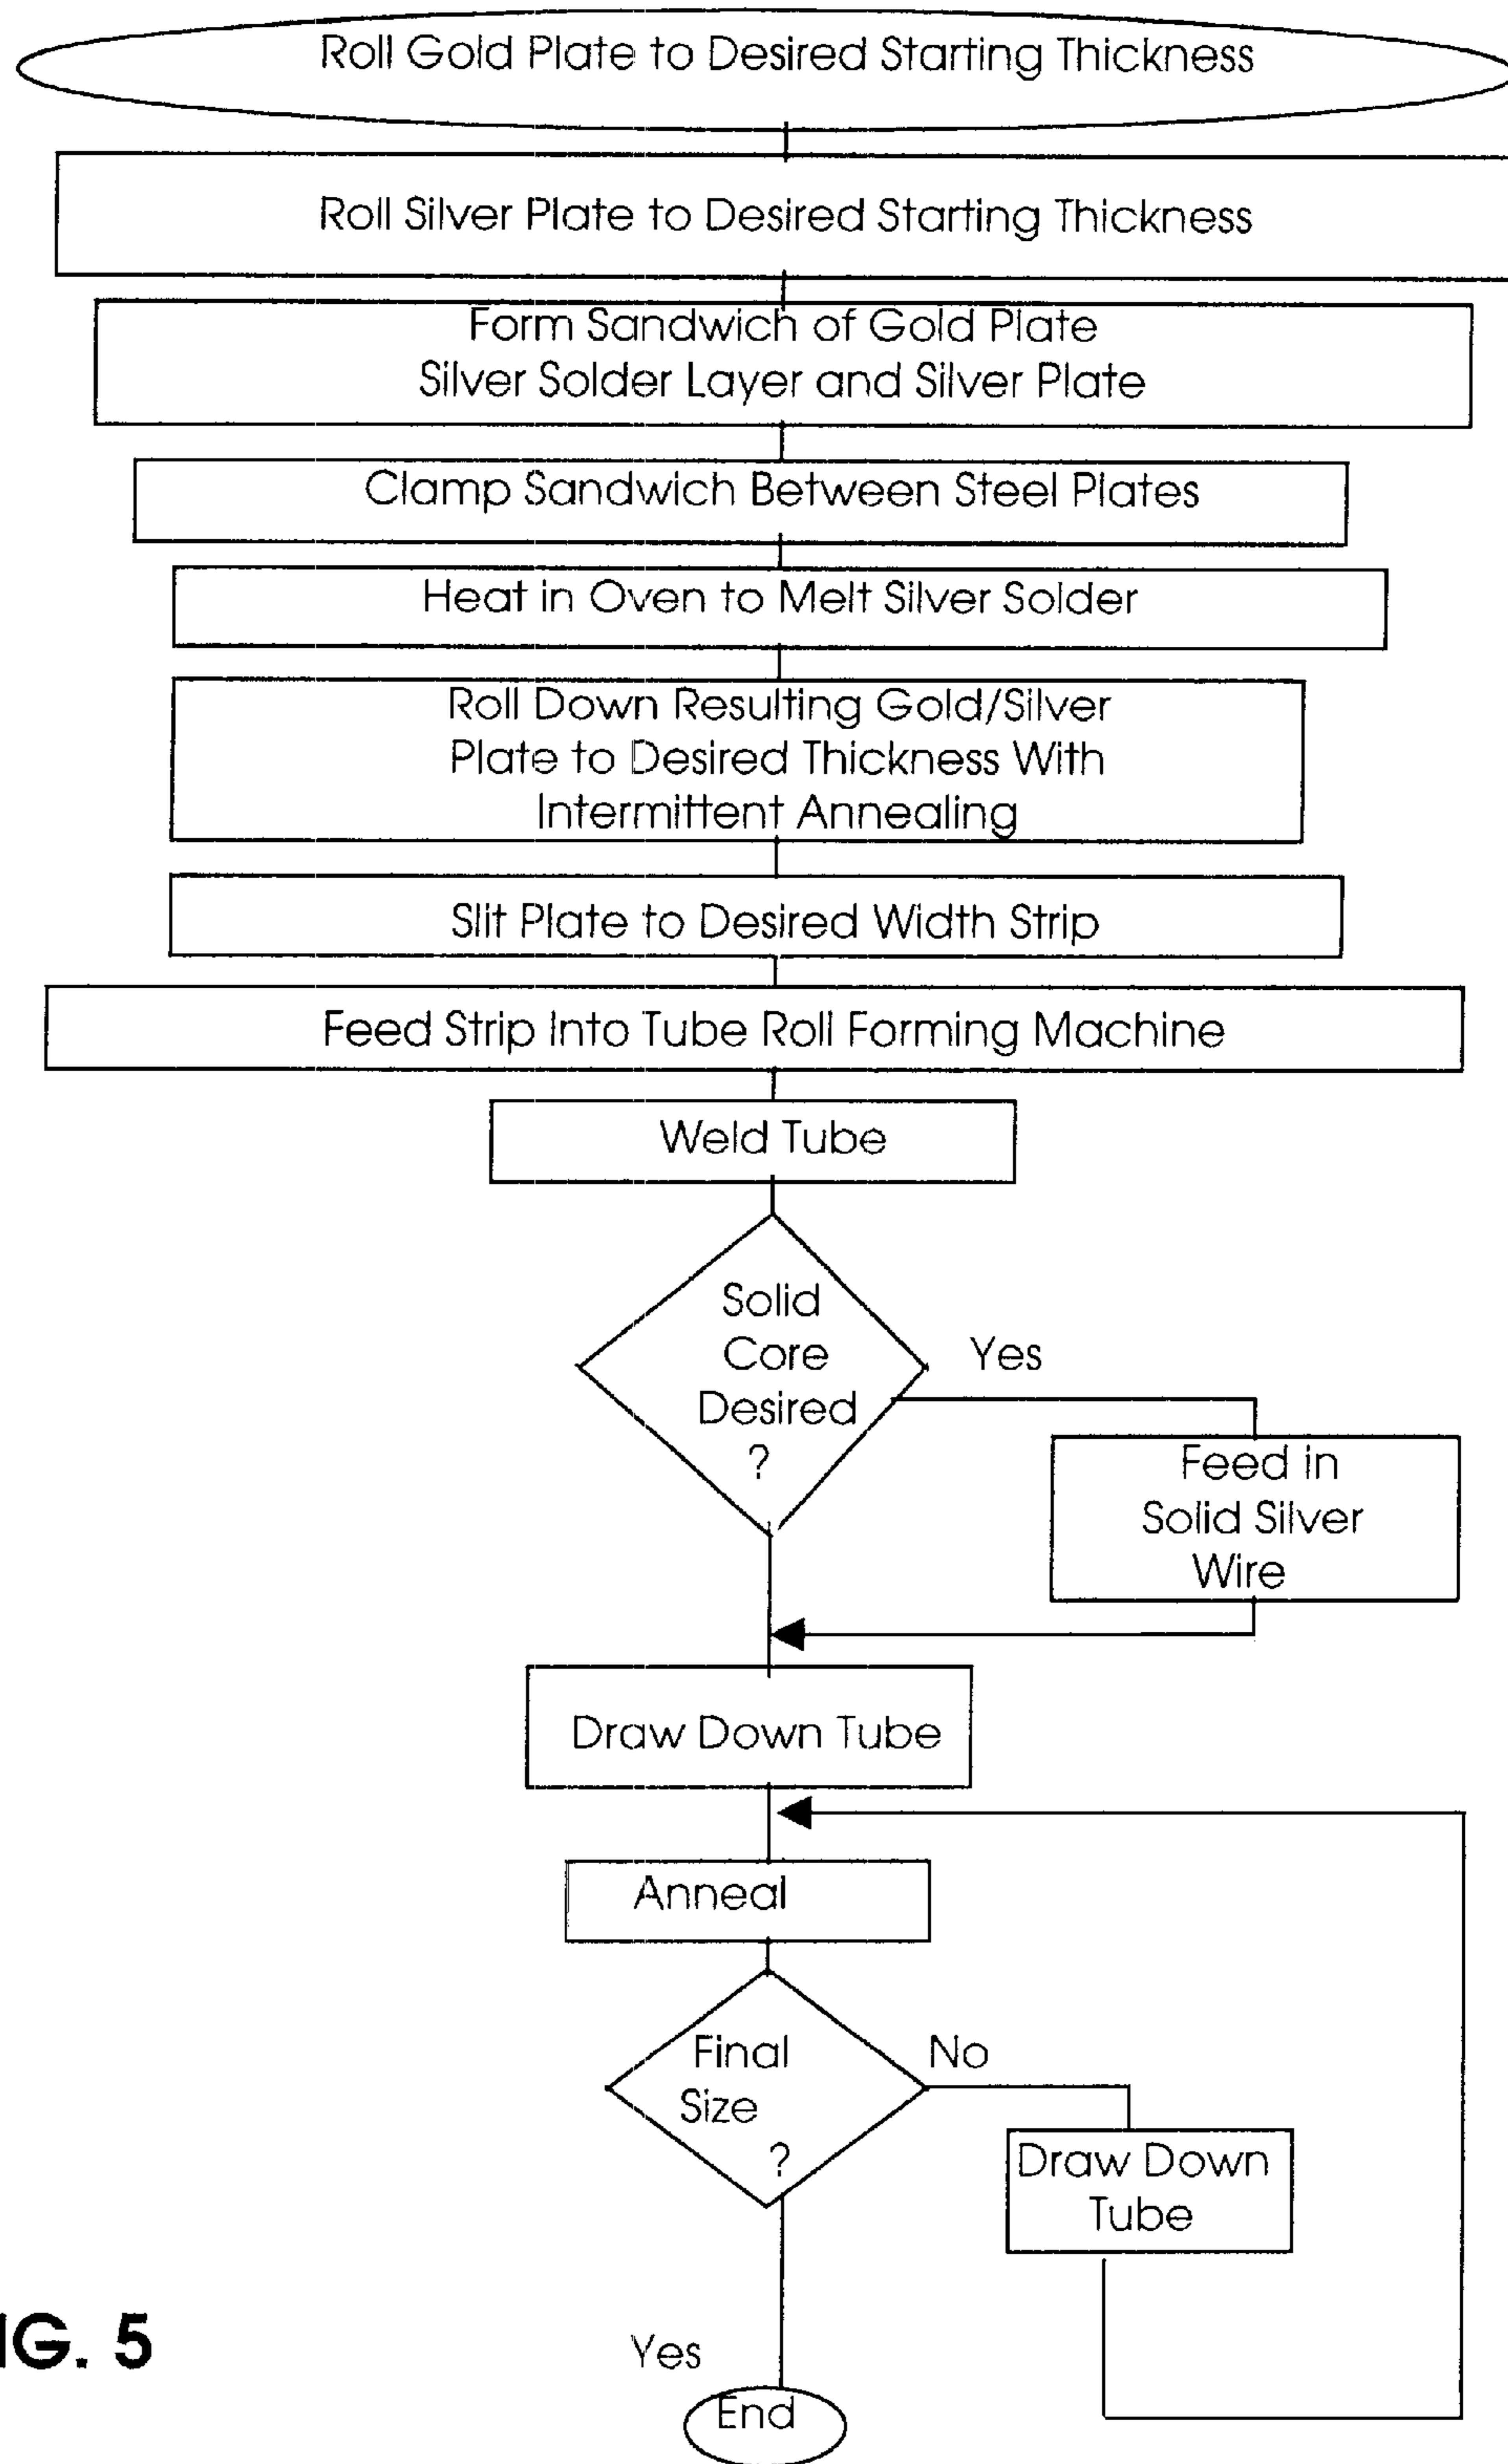 Roll Gold Plate to Desired Starting Thickness
Roll Silver Plate to Desired Starting Thickness
Form Sandwich of Gold Plate
Silver Solder Layer and Silver Plate
Clamp Sandwich Between Steel Plates
Heat in Oven to Melt Silver Solder
Roll Down Resulting Gold/Silver
Plate to Desired Thickness With
Intermittent Annealing
Slit Plate to Desired Width Strip
Feed Strip Into Tube Roll Forming Machine
Weld Tube
Solid
Core
Desired
?
Yes
Feed in
Solid Silver
Wire
Draw Down Tube
Anneal
Final
Size
?
No
Draw Down
Tube
Yes
End
IG. 5